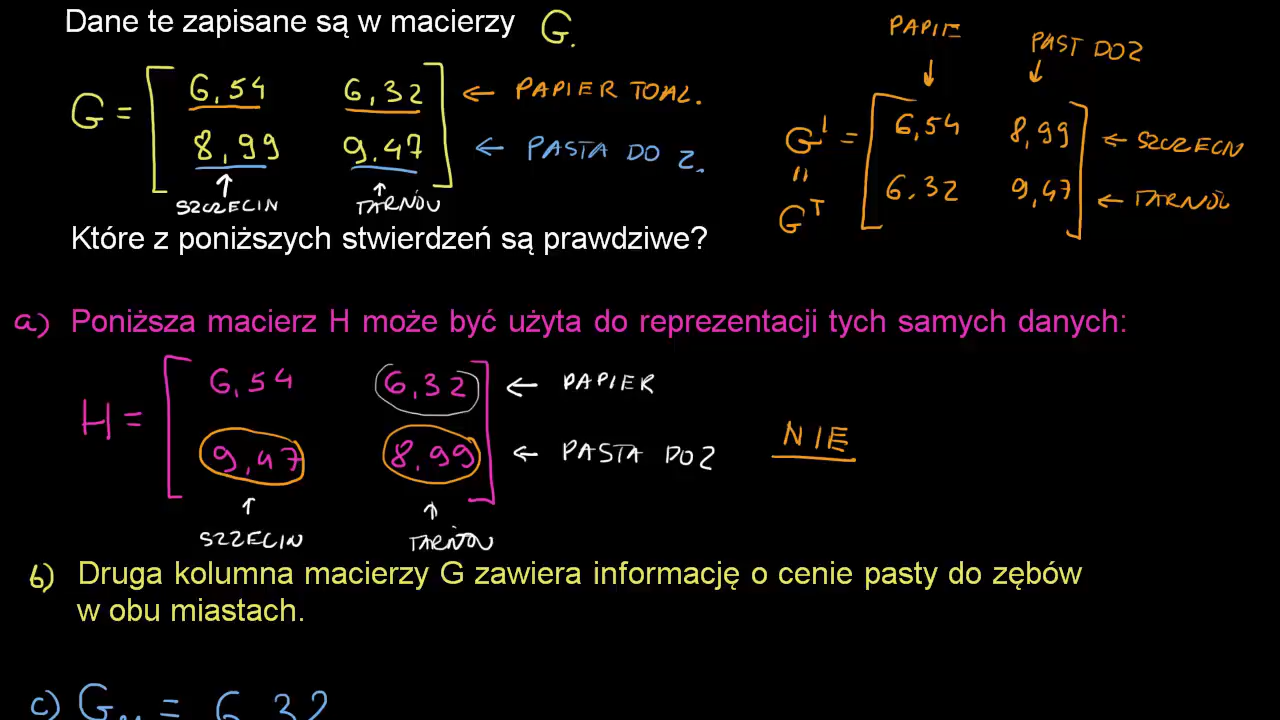 Dane te zapisane są w macierzy G.
G = [ 6,54 6,32 ] ← PAPIER TOAL.
[ 8,99 9.47 ] ← PASTA DO Z.
↑ SZCZECIN ↑ TARNÓW
PAPIE PAST DOZ
↓ ↓
G' = [ 6,54 8,99 ] ← SZCZECIN
=
G^T [ 6,32 9,47 ] ← TARNÓW
Które z poniższych stwierdzeń są prawdziwe?
a) Poniższa macierz H może być użyta do reprezentacji tych samych danych:
H = [ 6,54 6,32 ] ← PAPIER
[ 9,47 8,99 ] ← PASTA DOZ
NIE
↑ SZZECIN ↑ TARNÓW
b) Druga kolumna macierzy G zawiera informację o cenie pasty do zębów
w obu miastach.
c) G = 6,32